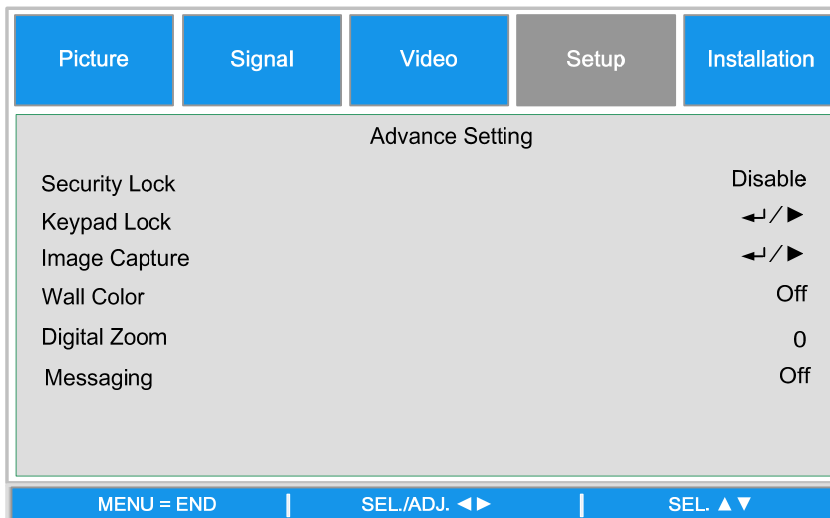 Picture Signal Video Setup Installation
Advance Setting
Security Lock Disable
Keypad Lock ↵/►
Image Capture ↵/►
Wall Color Off
Digital Zoom 0
Messaging Off
MENU = END | SEL./ADJ. ◄► | SEL. ▲▼